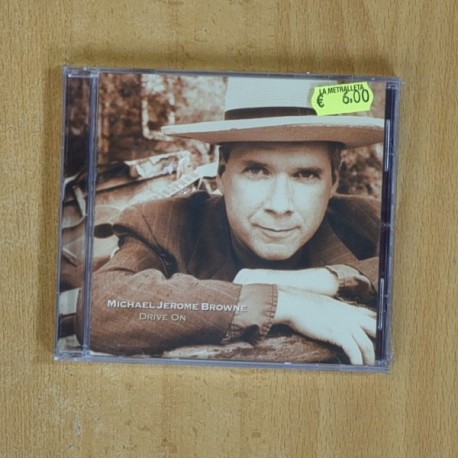 LA METRALLETA
€ 6,00
MICHAEL JEROME BROWNE
DRIVE ON